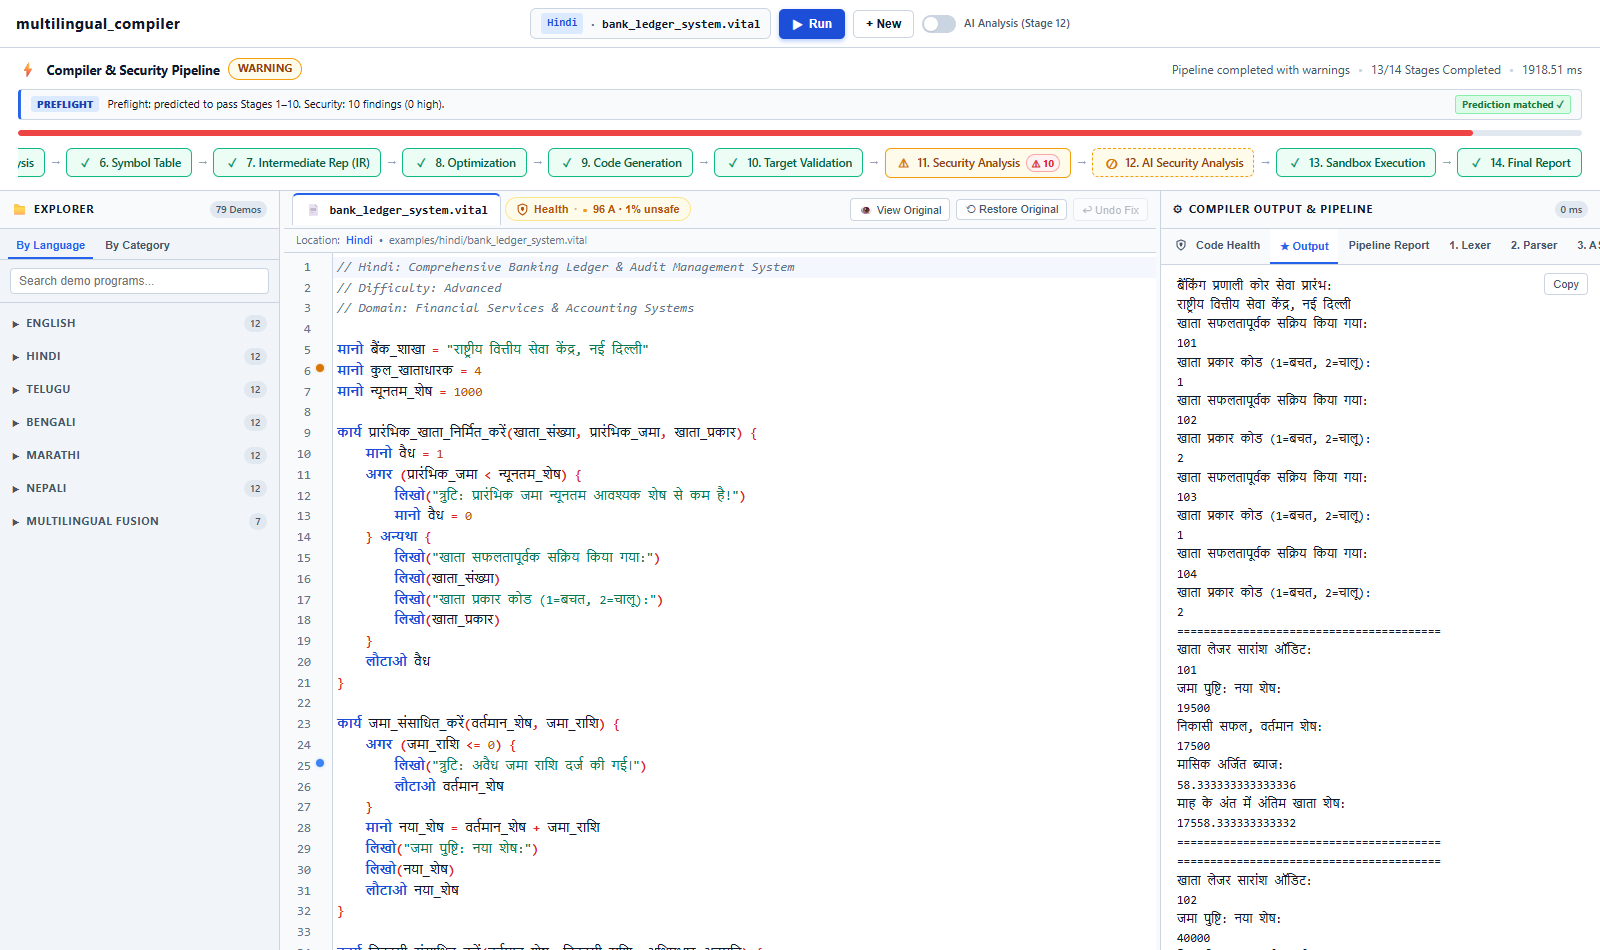 multilingual_compiler
Hindi · bank_ledger_system.vital
▶ Run
+ New
AI Analysis (Stage 12)
Compiler & Security Pipeline
WARNING
Pipeline completed with warnings • 13/14 Stages Completed • 1918.51 ms
PREFLIGHT Preflight: predicted to pass Stages 1–10. Security: 10 findings (0 high).
Prediction matched ✓
ysis → ✓ 6. Symbol Table → ✓ 7. Intermediate Rep (IR) → ✓ 8. Optimization → ✓ 9. Code Generation → ✓ 10. Target Validation → ⚠ 11. Security Analysis ⚠ 10 → 12. AI Security Analysis → ✓ 13. Sandbox Execution → ✓ 14. Final Report
EXPLORER
79 Demos
By Language
By Category
Search demo programs...
▶ ENGLISH 12
▶ HINDI 12
▶ TELUGU 12
▶ BENGALI 12
▶ MARATHI 12
▶ NEPALI 12
▶ MULTILINGUAL FUSION 7
bank_ledger_system.vital
Health · 96 A · 1% unsafe
View Original
Restore Original
Undo Fix
Location: Hindi • examples/hindi/bank_ledger_system.vital
1 // Hindi: Comprehensive Banking Ledger & Audit Management System
2 // Difficulty: Advanced
3 // Domain: Financial Services & Accounting Systems
4
5 मानो बैंक_शाखा = "राष्ट्रीय वित्तीय सेवा केंद्र, नई दिल्ली"
6 मानो कुल_खाताधारक = 4
7 मानो न्यूनतम_शेष = 1000
8
9 कार्य प्रारंभिक_खाता_निर्मित_करें(खाता_संख्या, प्रारंभिक_जमा, खाता_प्रकार) {
10 मानो वैध = 1
11 अगर (प्रारंभिक_जमा < न्यूनतम_शेष) {
12 लिखो("त्रुटि: प्रारंभिक जमा न्यूनतम आवश्यक शेष से कम है!")
13 मानो वैध = 0
14 } अन्यथा {
15 लिखो("खाता सफलतापूर्वक सक्रिय किया गया:")
16 लिखो(खाता_संख्या)
17 लिखो("खाता प्रकार कोड (1=बचत, 2=चालू):")
18 लिखो(खाता_प्रकार)
19 }
20 लौटाओ वैध
21 }
22
23 कार्य जमा_संसाधित_करें(वर्तमान_शेष, जमा_राशि) {
24 अगर (जमा_राशि <= 0) {
25 लिखो("त्रुटि: अवैध जमा राशि दर्ज की गई।")
26 लौटाओ वर्तमान_शेष
27 }
28 मानो नया_शेष = वर्तमान_शेष + जमा_राशि
29 लिखो("जमा पुष्टि: नया शेष:")
30 लिखो(नया_शेष)
31 लौटाओ नया_शेष
32 }
33
COMPILER OUTPUT & PIPELINE
0 ms
Code Health
★ Output
Pipeline Report
1. Lexer
2. Parser
3. AS
Copy
बैंकिंग प्रणाली कोर सेवा प्रारंभ:
राष्ट्रीय वित्तीय सेवा केंद्र, नई दिल्ली
खाता सफलतापूर्वक सक्रिय किया गया:
101
खाता प्रकार कोड (1=बचत, 2=चालू):
1
खाता सफलतापूर्वक सक्रिय किया गया:
102
खाता प्रकार कोड (1=बचत, 2=चालू):
2
खाता सफलतापूर्वक सक्रिय किया गया:
103
खाता प्रकार कोड (1=बचत, 2=चालू):
1
खाता सफलतापूर्वक सक्रिय किया गया:
104
खाता प्रकार कोड (1=बचत, 2=चालू):
2
========================================
खाता लेजर सारांश ऑडिट:
101
जमा पुष्टि: नया शेष:
19500
निकासी सफल, वर्तमान शेष:
17500
मासिक अर्जित ब्याज:
58.333333333333336
माह के अंत में अंतिम खाता शेष:
17558.333333333332
========================================
========================================
खाता लेजर सारांश ऑडिट:
102
जमा पुष्टि: नया शेष:
40000